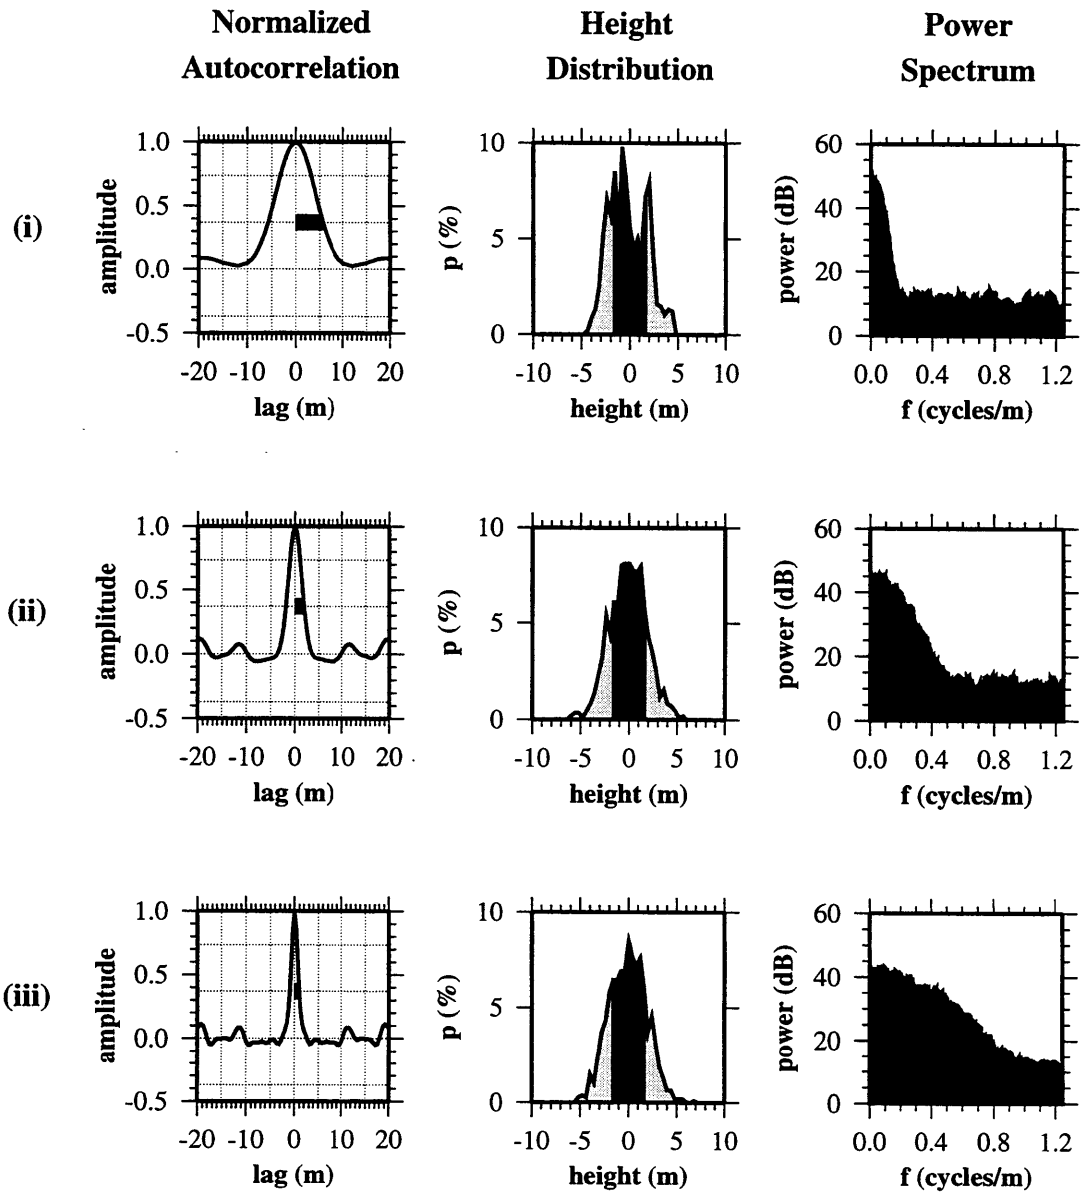 Normalized Height Power
Autocorrelation Distribution Spectrum
(i)
amplitude
1.0
0.5
0.0
-0.5
-20 -10 0 10 20
lag (m)
p (%)
10
5
0
-10 -5 0 5 10
height (m)
power (dB)
60
40
20
0
0.0 0.4 0.8 1.2
f (cycles/m)
(ii)
amplitude
1.0
0.5
0.0
-0.5
-20 -10 0 10 20
lag (m)
p (%)
10
5
0
-10 -5 0 5 10
height (m)
power (dB)
60
40
20
0
0.0 0.4 0.8 1.2
f (cycles/m)
(iii)
amplitude
1.0
0.5
0.0
-0.5
-20 -10 0 10 20
lag (m)
p (%)
10
5
0
-10 -5 0 5 10
height (m)
power (dB)
60
40
20
0
0.0 0.4 0.8 1.2
f (cycles/m)